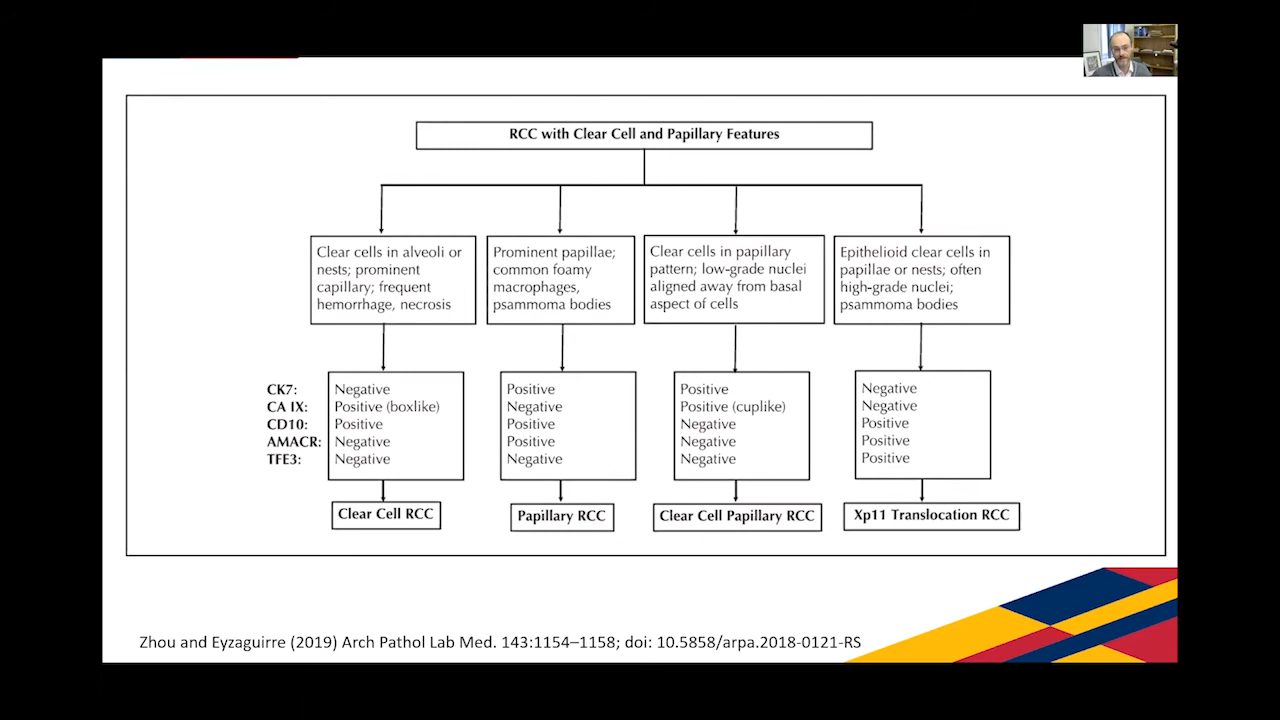 RCC with Clear Cell and Papillary Features
Clear cells in alveoli or
nests; prominent
capillary; frequent
hemorrhage, necrosis
Prominent papillae;
common foamy
macrophages,
psammoma bodies
Clear cells in papillary
pattern; low-grade nuclei
aligned away from basal
aspect of cells
Epithelioid clear cells in
papillae or nests; often
high-grade nuclei;
psammoma bodies
CK7:
CA IX:
CD10:
AMACR:
TFE3:
Negative
Positive (boxlike)
Positive
Negative
Negative
Positive
Negative
Positive
Positive
Negative
Positive
Positive (cuplike)
Negative
Negative
Negative
Negative
Negative
Positive
Positive
Positive
Clear Cell RCC
Papillary RCC
Clear Cell Papillary RCC
Xp11 Translocation RCC
Zhou and Eyzaguirre (2019) Arch Pathol Lab Med. 143:1154–1158; doi: 10.5858/arpa.2018-0121-RS